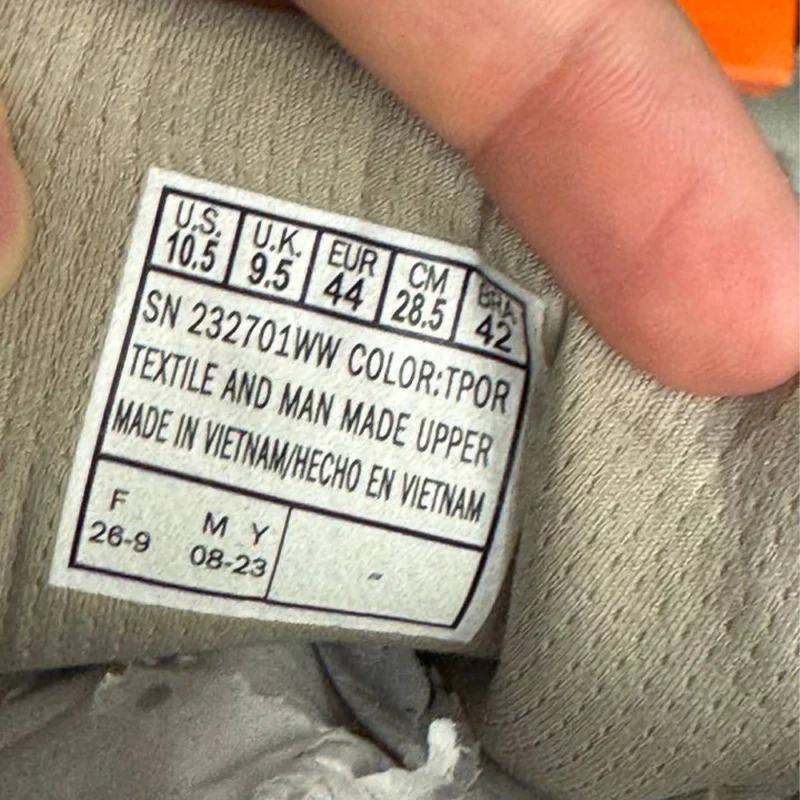 U.S. U.K. EUR CM BRA.
10.5 9.5 44 28.5 42
SN 232701WW COLOR:TPOR
TEXTILE AND MAN MADE UPPER
MADE IN VIETNAM/HECHO EN VIETNAM
F M Y
26-9 08-23
-